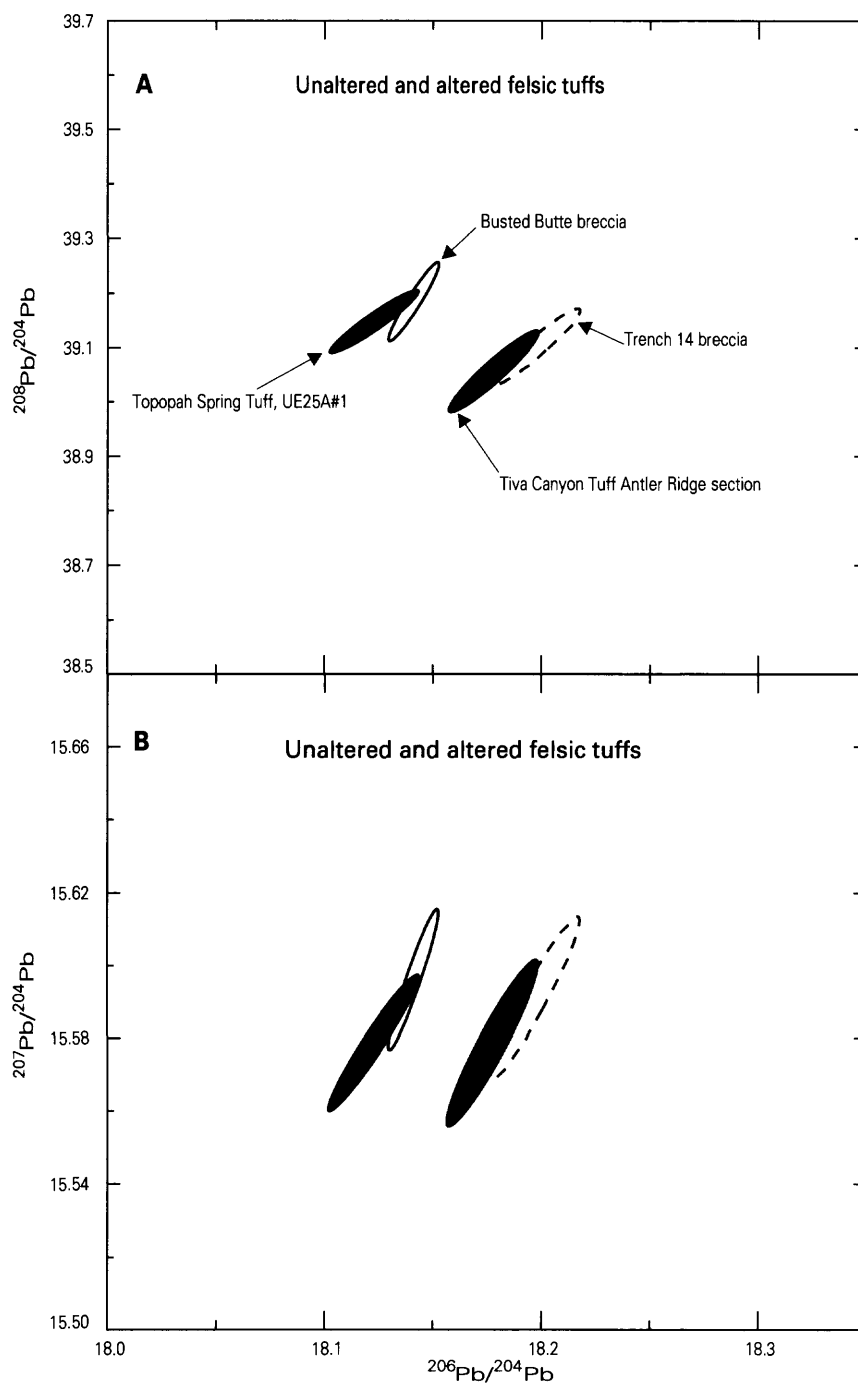 39.7
A
Unaltered and altered felsic tuffs
39.5
39.3
Busted Butte breccia
39.1
Trench 14 breccia
Topopah Spring Tuff, UE25A#1
²⁰⁸Pb/²⁰⁴Pb
38.9
Tiva Canyon Tuff Antler Ridge section
38.7
38.5
B
Unaltered and altered felsic tuffs
15.66
15.62
15.58
²⁰⁷Pb/²⁰⁴Pb
15.54
15.50
18.0
18.1
18.2
18.3
²⁰⁶Pb/²⁰⁴Pb